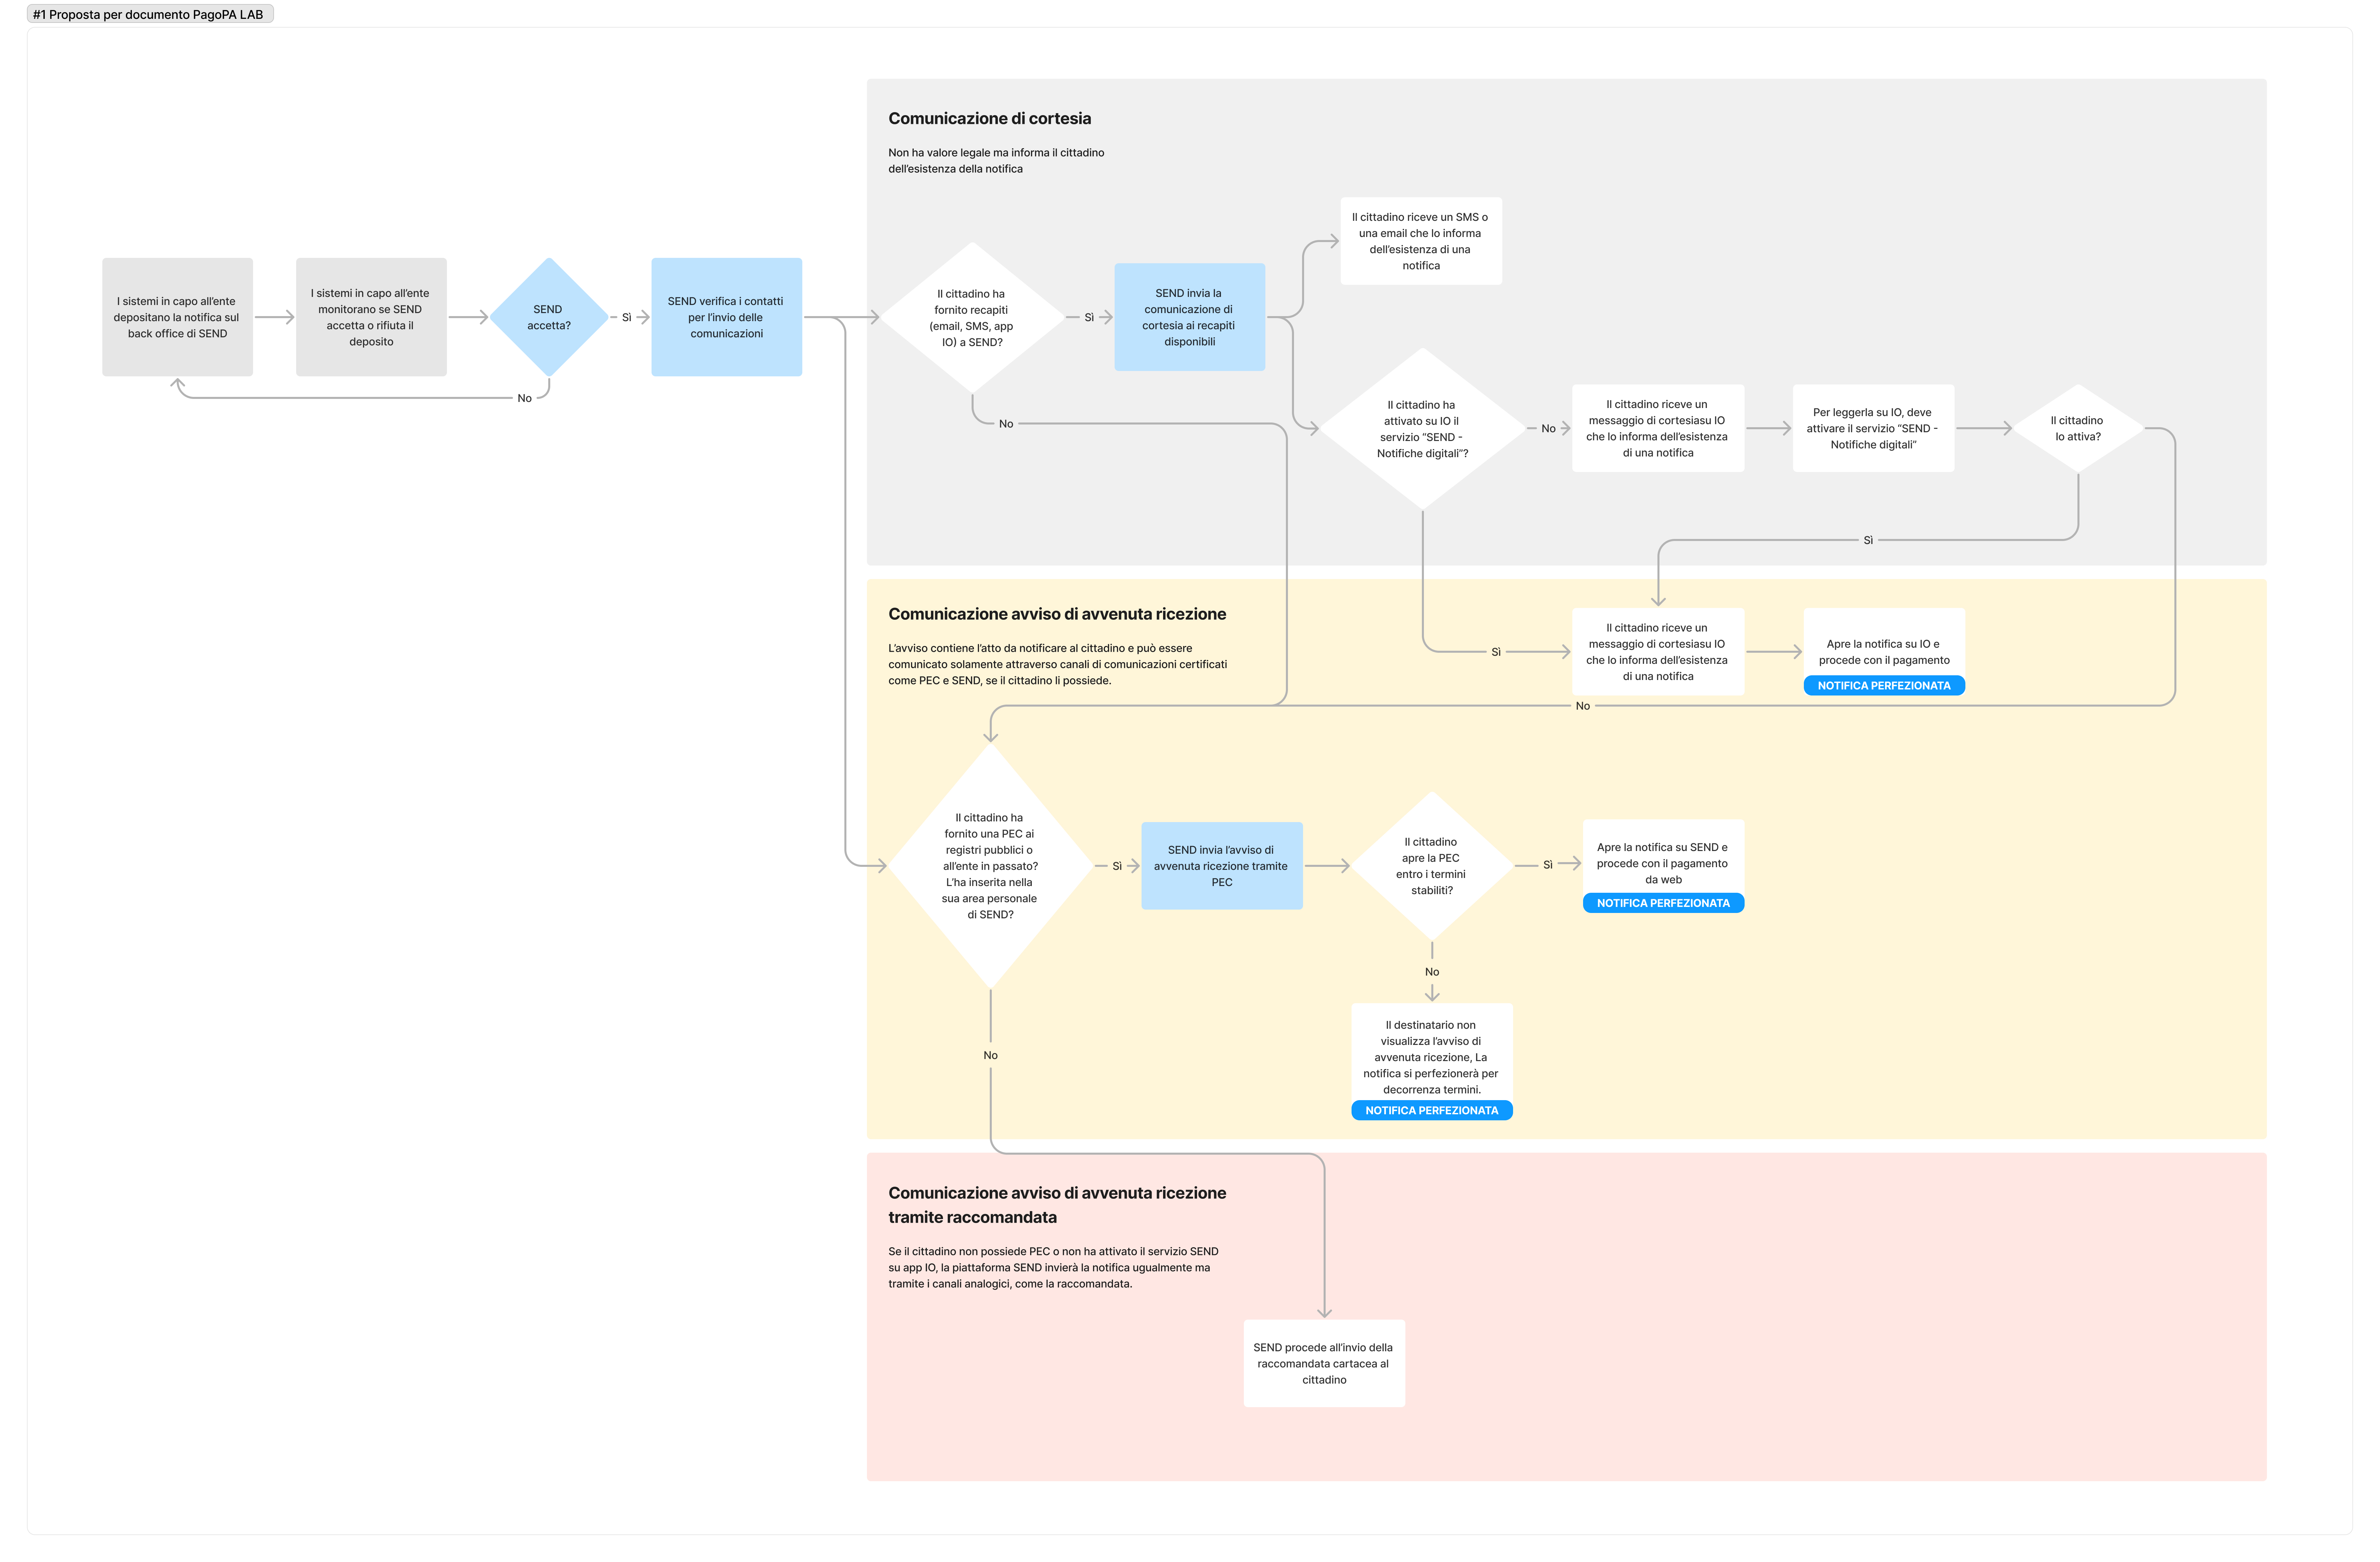 #1 Proposta per documento PagoPA LAB
Comunicazione di cortesia
Non ha valore legale ma informa il cittadino
dell'esistenza della notifica
I sistemi in capo all'ente
depositano la notifica sul
back office di SEND
I sistemi in capo all'ente
monitorano se SEND
accetta o rifiuta il
deposito
SEND
accetta?
Sì
No
SEND verifica i contatti
per l'invio delle
comunicazioni
Il cittadino ha
fornito recapiti
(email, SMS, app
IO) a SEND?
Sì
No
SEND invia la
comunicazione di
cortesia ai recapiti
disponibili
Il cittadino riceve un SMS o
una email che lo informa
dell'esistenza di una
notifica
Il cittadino ha
attivato su IO il
servizio "SEND -
Notifiche digitali"?
No
Il cittadino riceve un
messaggio di cortesiasu IO
che lo informa dell'esistenza
di una notifica
Per leggerla su IO, deve
attivare il servizio "SEND -
Notifiche digitali"
Il cittadino
lo attiva?
Sì
Comunicazione avviso di avvenuta ricezione
L'avviso contiene l'atto da notificare al cittadino e può essere
comunicato solamente attraverso canali di comunicazioni certificati
come PEC e SEND, se il cittadino li possiede.
Sì
Il cittadino riceve un
messaggio di cortesiasu IO
che lo informa dell'esistenza
di una notifica
Apre la notifica su IO e
procede con il pagamento
NOTIFICA PERFEZIONATA
No
Il cittadino ha
fornito una PEC ai
registri pubblici o
all'ente in passato?
L'ha inserita nella
sua area personale
di SEND?
Sì
SEND invia l'avviso di
avvenuta ricezione tramite
PEC
Il cittadino
apre la PEC
entro i termini
stabiliti?
Sì
Apre la notifica su SEND e
procede con il pagamento
da web
NOTIFICA PERFEZIONATA
No
Il destinatario non
visualizza l'avviso di
avvenuta ricezione, La
notifica si perfezionerà per
decorrenza termini.
NOTIFICA PERFEZIONATA
No
Comunicazione avviso di avvenuta ricezione
tramite raccomandata
Se il cittadino non possiede PEC o non ha attivato il servizio SEND
su app IO, la piattaforma SEND invierà la notifica ugualmente ma
tramite i canali analogici, come la raccomandata.
SEND procede all'invio della
raccomandata cartacea al
cittadino